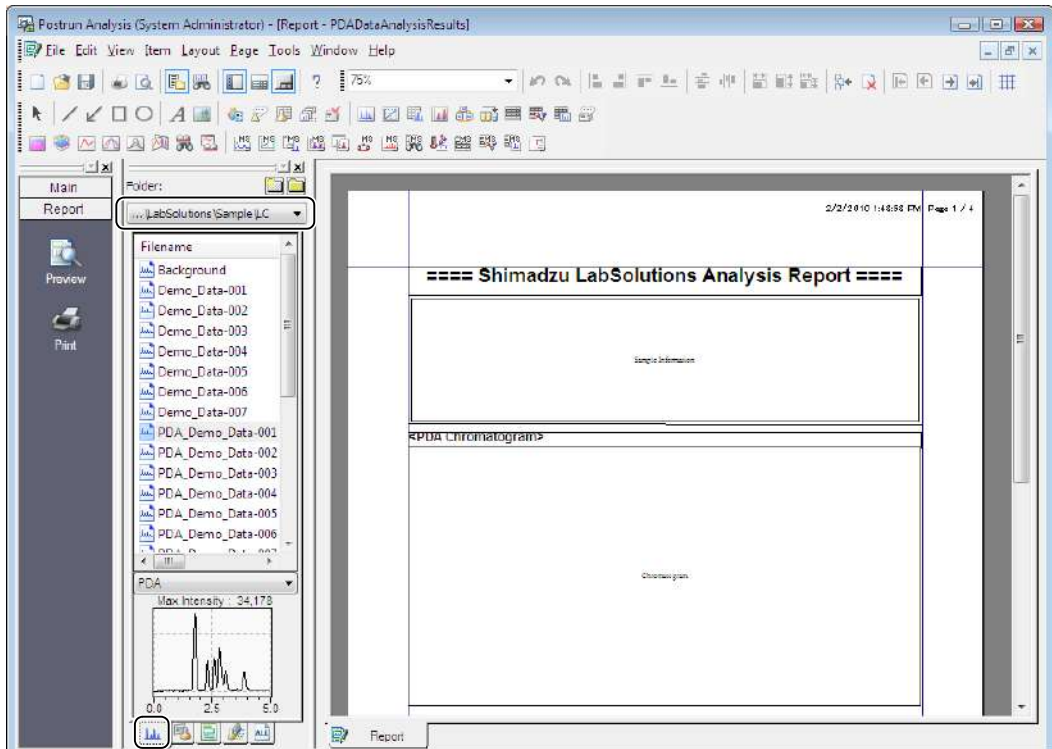 Postrun Analysis (System Administrator) - [Report - PDADataAnalysisResults]
File Edit View Item Layout Page Tools Window Help
75%
Main
Report
Preview
Print
Folder:
... \LabSolutions\Sample\LC
Filename
Background
Demo_Data-001
Demo_Data-002
Demo_Data-003
Demo_Data-004
Demo_Data-005
Demo_Data-006
Demo_Data-007
PDA_Demo_Data-001
PDA_Demo_Data-002
PDA_Demo_Data-003
PDA_Demo_Data-004
PDA_Demo_Data-005
PDA_Demo_Data-006
PDA
Max Intensity : 34,178
0.0 2.5 5.0
2/2/2010 1:48:58 PM Page 1 / 4
==== Shimadzu LabSolutions Analysis Report ====
Sample Information
<PDA Chromatogram>
Chromatogram
Report